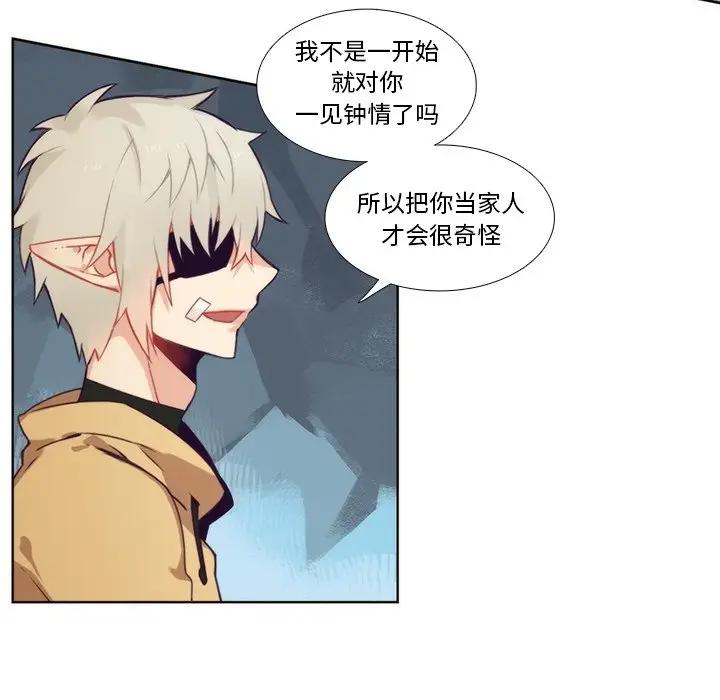 我不是一开始
就对你
一见钟情了吗
所以把你当家人
才会很奇怪